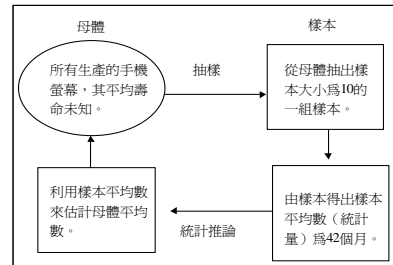 母體
樣本
所有生產的手機
螢幕，其平均壽
命未知。
抽樣
從母體抽出樣
本大小爲10的
一組樣本。
利用樣本平均數
來估計母體平均
數。
統計推論
由樣本得出樣本
平均數（統計
量）爲42個月。